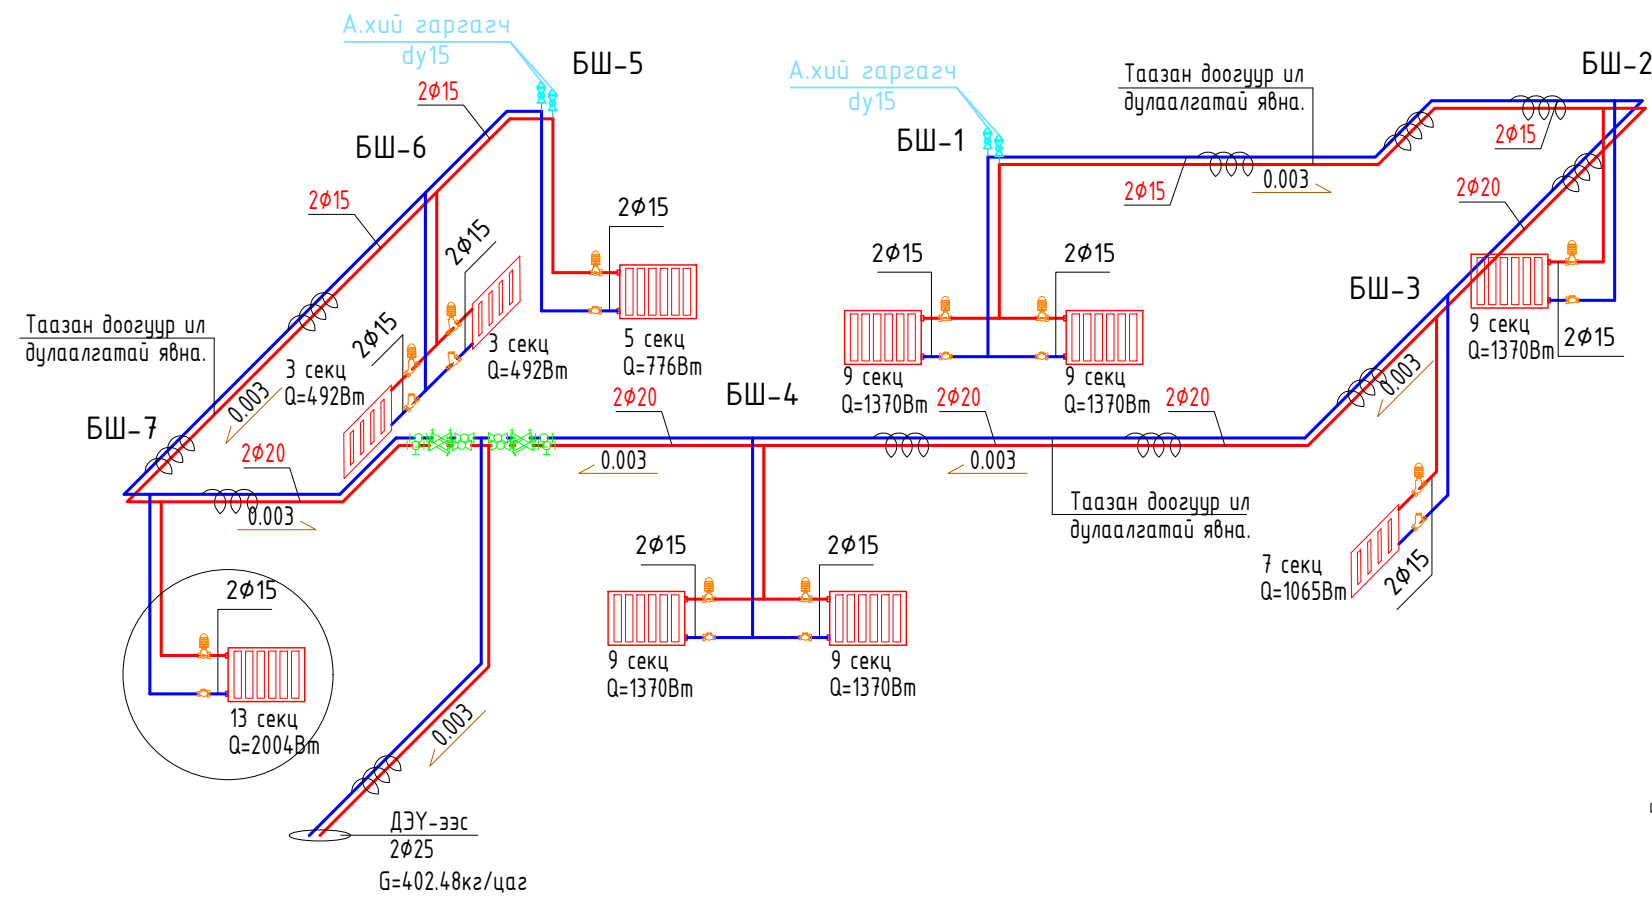 А.хий гаргагч
dy15
БШ-5
2ф15
БШ-6
2ф15
2ф15
2ф15
Таазан доогуур ил
дулаалгатай явна.
2ф15
3 секц
Q=492Вт
3 секц
Q=492Вт
5 секц
Q=776Вт
0.003
БШ-7
2ф20
0.003
2ф15
13 секц
Q=2004Вт
0.003
ДЭҮ-ээс
2ф25
G=402.48кг/цаг
А.хий гаргагч
dy15
БШ-1
Таазан доогуур ил
дулаалгатай явна.
БШ-2
2ф15
2ф15
0.003
2ф20
2ф15
2ф15
9 секц
Q=1370Вт
9 секц
Q=1370Вт
БШ-3
9 секц
Q=1370Вт
2ф15
0.003
БШ-4
2ф20
2ф20
2ф20
0.003
0.003
Таазан доогуур ил
дулаалгатай явна.
2ф15
2ф15
9 секц
Q=1370Вт
9 секц
Q=1370Вт
7 секц
Q=1065Вт
2ф15